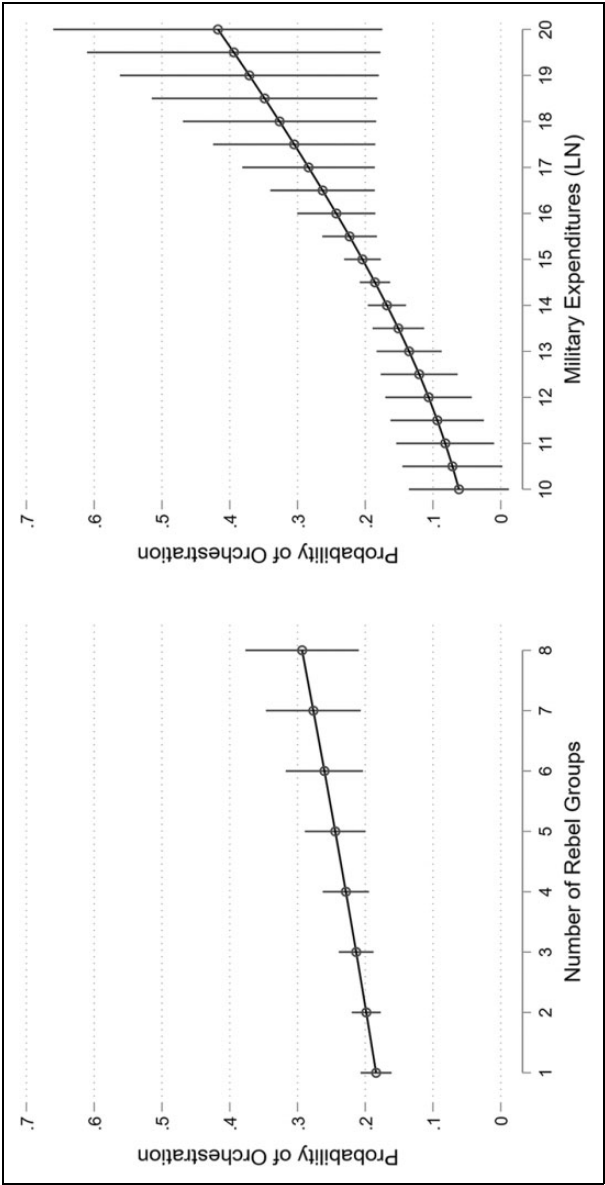 Probability of Orchestration
.7
.6
.5
.4
.3
.2
.1
0
1 2 3 4 5 6 7 8
Number of Rebel Groups
Probability of Orchestration
.7
.6
.5
.4
.3
.2
.1
0
10 11 12 13 14 15 16 17 18 19 20
Military Expenditures (LN)